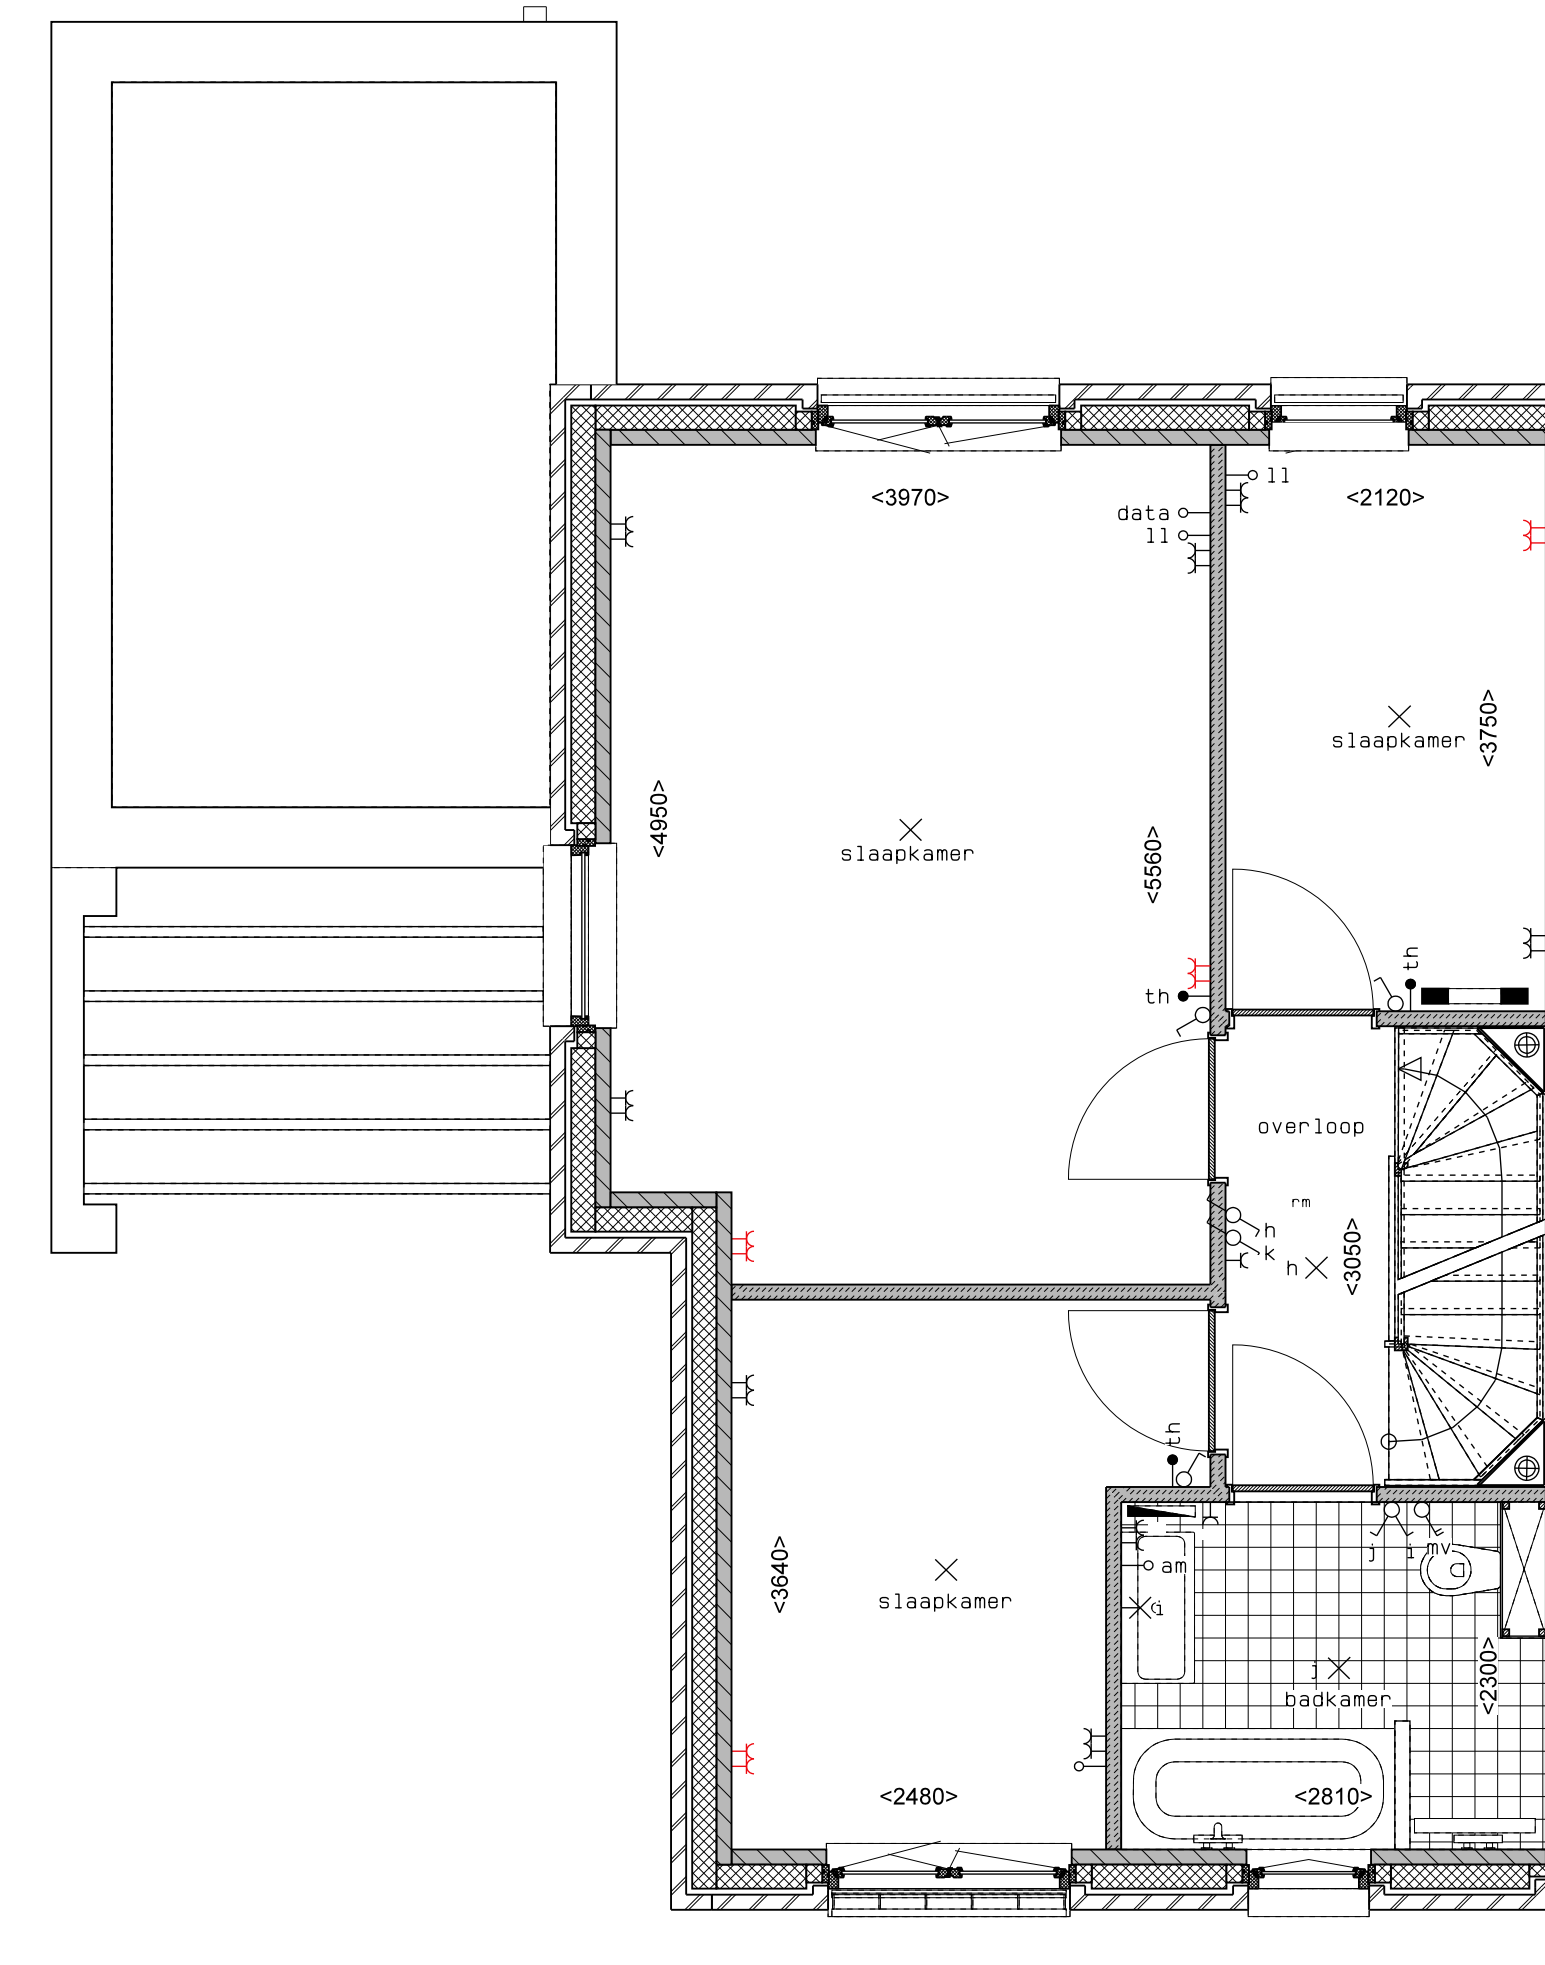 ll
<3970>
<2120>
data
ll
<3750>
slaapkamer
<4950>
<5560>
slaapkamer
th
th
overloop
rm
h
k
h
<3050>
th
j
i
mv
<3640>
am
i
slaapkamer
<2300>
j
badkamer
<2480>
<2810>